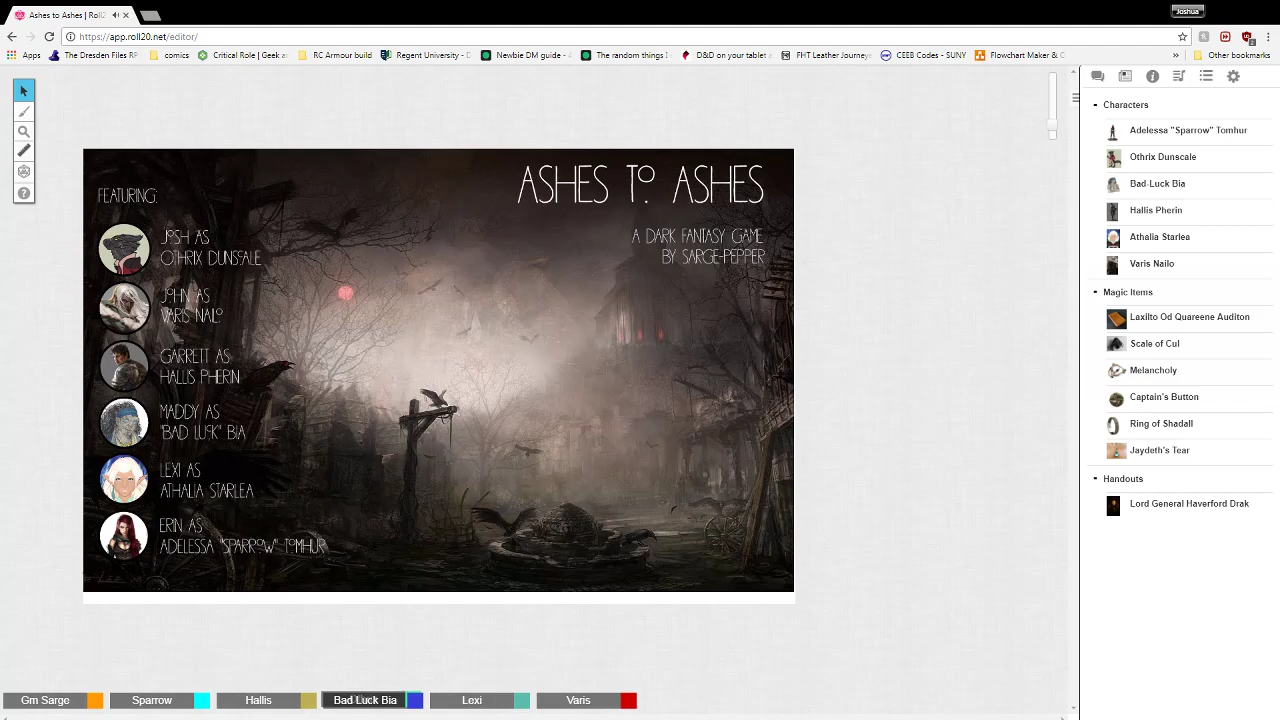 Ashes to Ashes | Roll2
Joshua
https://app.roll20.net/editor/
Apps
The Dresden Files RP
comics
Critical Role | Geek an
RC Armour build
Regent University - D
Newbie DM guide -
The random things I
D&D on your tablet a
FHT Leather Journeys
CEEB Codes - SUNY
Flowchart Maker & O
Other bookmarks
FEATURING:
JOSH AS
OTHRIX DUNSCALE
JOHN AS
VARIS NAILO
GARRETT AS
HALLIS PHERIN
MADDY AS
"BAD LUCK" BIA
LEXI AS
ATHALIA STARLEA
ERIN AS
ADELESSA "SPARROW" TOMHUR
ASHES TO ASHES
A DARK FANTASY GAME
BY SARGE-PEPPER
Characters
Adelessa "Sparrow" Tomhur
Othrix Dunscale
Bad-Luck Bia
Hallis Pherin
Athalia Starlea
Varis Nailo
Magic Items
Laxilto Od Quareene Auditon
Scale of Cul
Melancholy
Captain's Button
Ring of Shadall
Jaydeth's Tear
Handouts
Lord General Haverford Drak
Gm Sarge
Sparrow
Hallis
Bad Luck Bia
Lexi
Varis